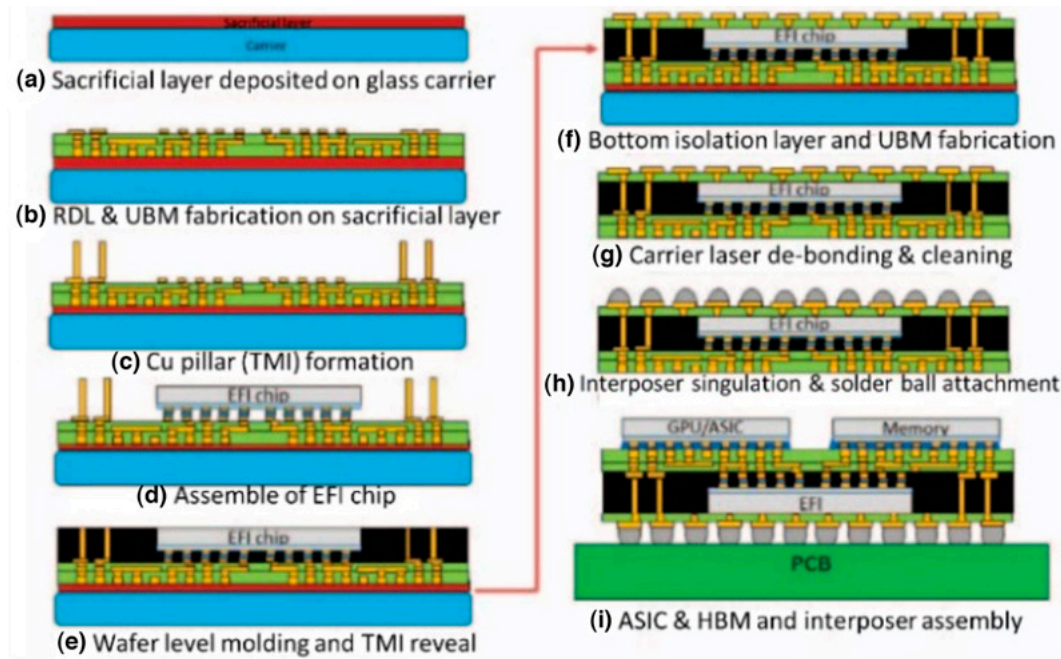 Sacrificial layer
Carrier
(a) Sacrificial layer deposited on glass carrier
(b) RDL & UBM fabrication on sacrificial layer
(c) Cu pillar (TMI) formation
EFI chip
(d) Assemble of EFI chip
EFI chip
(e) Wafer level molding and TMI reveal
EFI chip
(f) Bottom isolation layer and UBM fabrication
EFI chip
(g) Carrier laser de-bonding & cleaning
EFI chip
(h) Interposer singulation & solder ball attachment
GPU/ASIC
Memory
EFI
PCB
(i) ASIC & HBM and interposer assembly